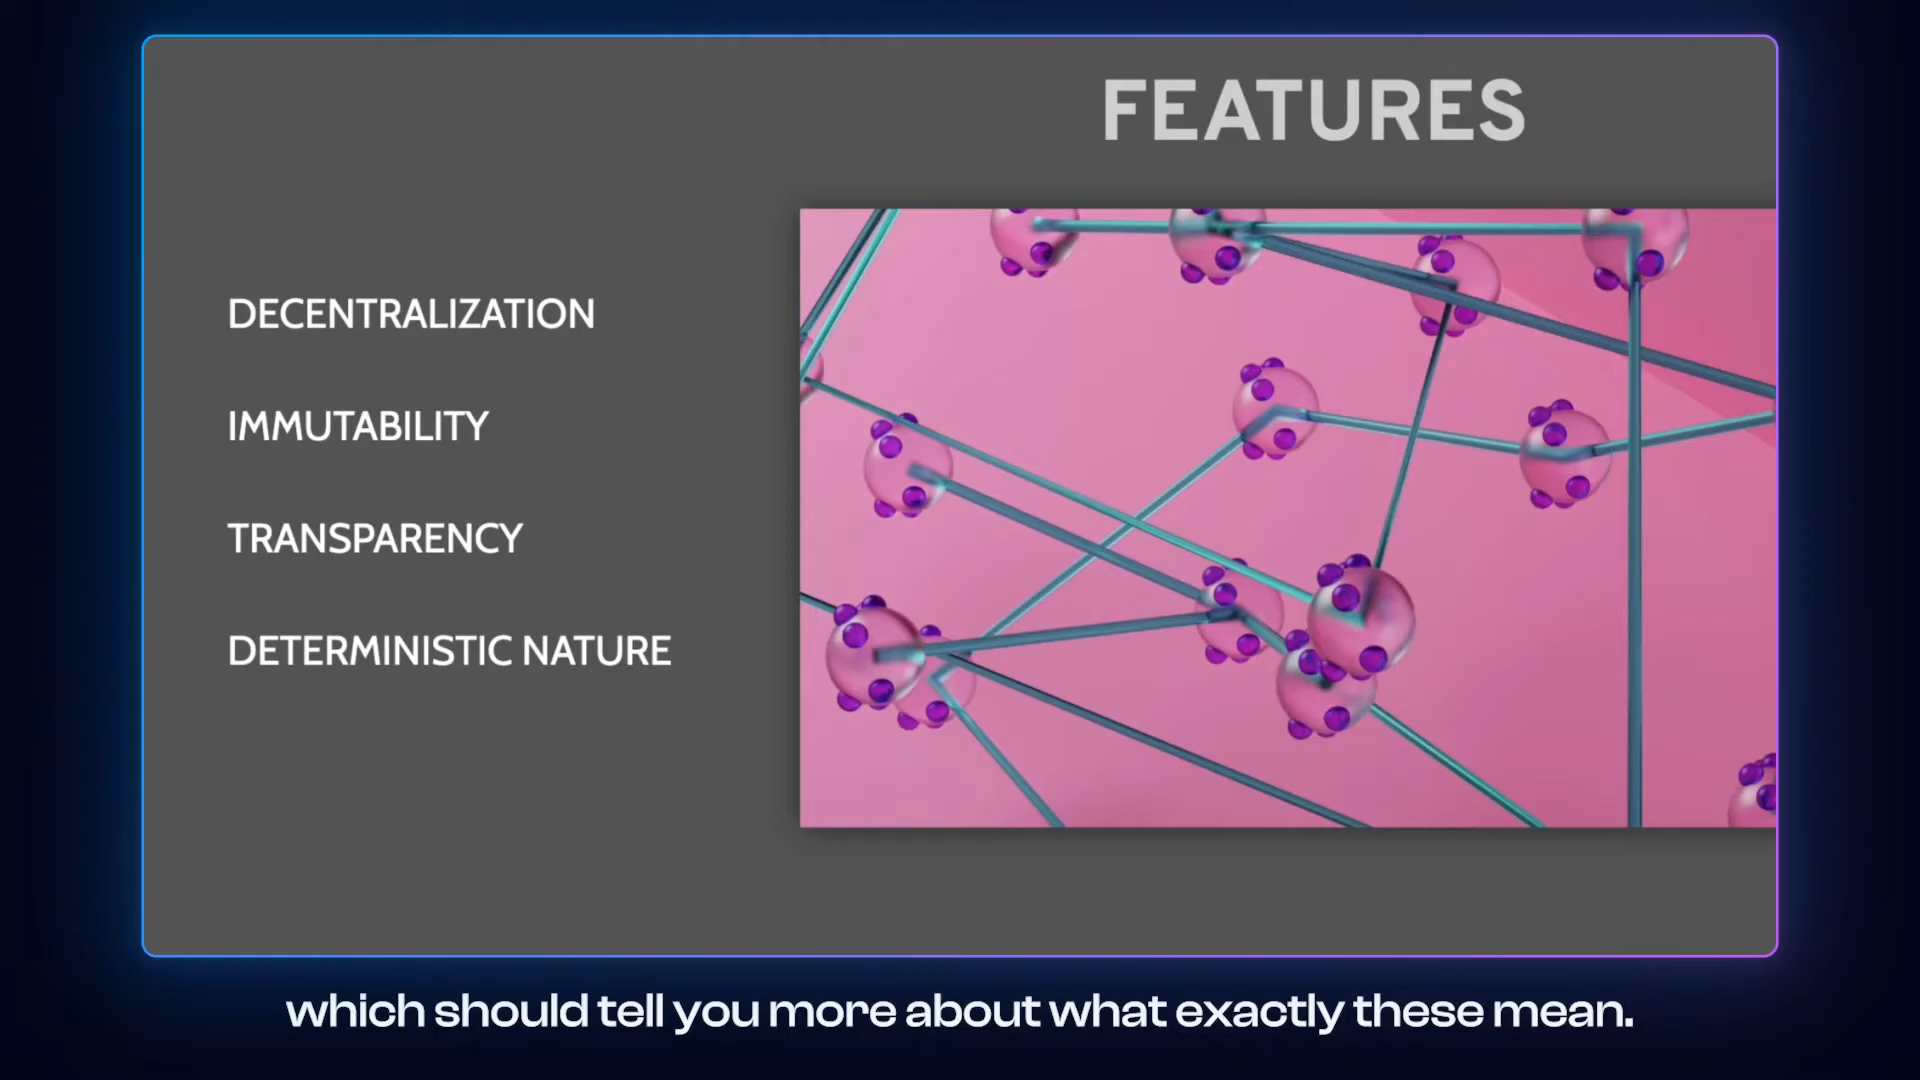 FEATURES
DECENTRALIZATION
IMMUTABILITY
TRANSPARENCY
DETERMINISTIC NATURE
which should tell you more about what exactly these mean.